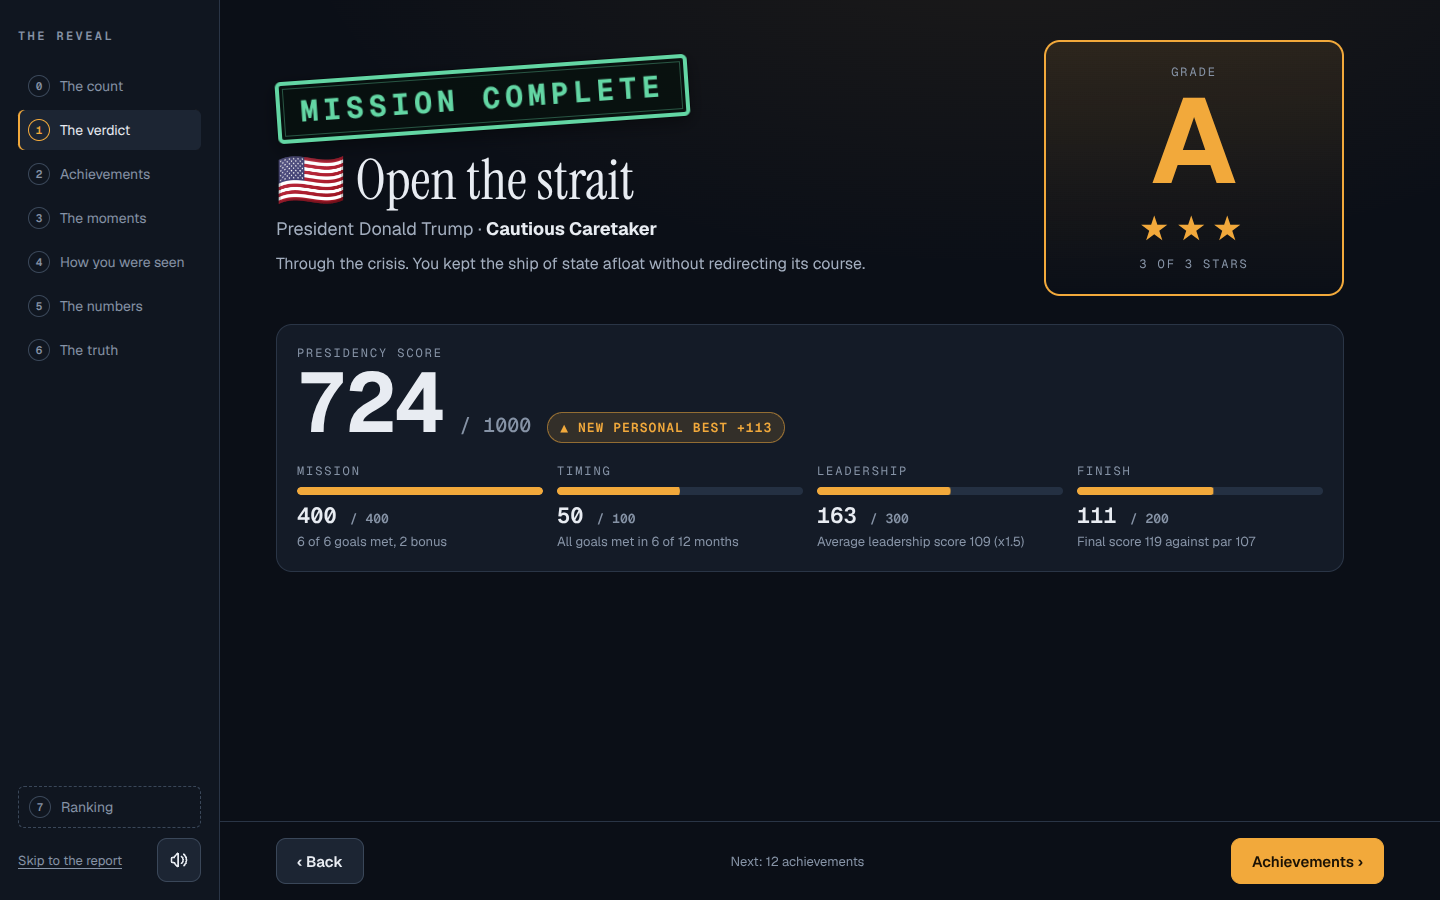 THE REVEAL
0 The count
1 The verdict
2 Achievements
3 The moments
4 How you were seen
5 The numbers
6 The truth
7 Ranking
Skip to the report
MISSION COMPLETE
Open the strait
President Donald Trump · Cautious Caretaker
Through the crisis. You kept the ship of state afloat without redirecting its course.
GRADE
A
★ ★ ★
3 OF 3 STARS
PRESIDENCY SCORE
724 / 1000 ▲ NEW PERSONAL BEST +113
MISSION
400 / 400
6 of 6 goals met, 2 bonus
TIMING
50 / 100
All goals met in 6 of 12 months
LEADERSHIP
163 / 300
Average leadership score 109 (x1.5)
FINISH
111 / 200
Final score 119 against par 107
‹ Back
Next: 12 achievements
Achievements ›